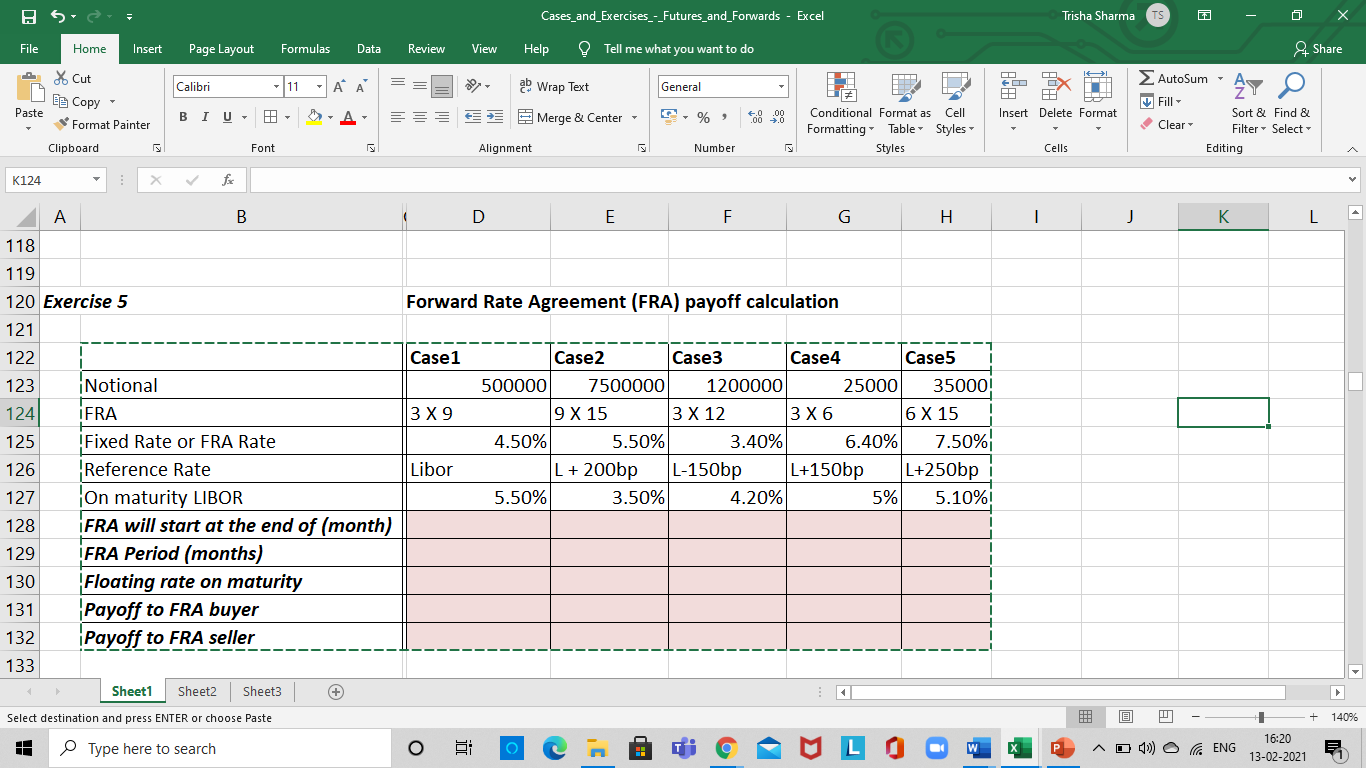 Cases_and_Exercises_-_Futures_and_Forwards - Excel
Trisha Sharma TS
File Home Insert Page Layout Formulas Data Review View Help Tell me what you want to do Share
Paste
Cut
Copy
Format Painter
Clipboard
Calibri 11 A A
B I U A
Font
ab Wrap Text
Merge & Center
Alignment
General
% , .00 .0
Number
Conditional Formatting Format as Table Cell Styles
Styles
Insert Delete Format
Cells
AutoSum
Fill
Clear
Sort & Filter Find & Select
Editing
K124 fx
A B C D E F G H I J K L
118
119
120 Exercise 5 Forward Rate Agreement (FRA) payoff calculation
121
122 Case1 Case2 Case3 Case4 Case5
123 Notional 500000 7500000 1200000 25000 35000
124 FRA 3 X 9 9 X 15 3 X 12 3 X 6 6 X 15
125 Fixed Rate or FRA Rate 4.50% 5.50% 3.40% 6.40% 7.50%
126 Reference Rate Libor L + 200bp L-150bp L+150bp L+250bp
127 On maturity LIBOR 5.50% 3.50% 4.20% 5% 5.10%
128 FRA will start at the end of (month)
129 FRA Period (months)
130 Floating rate on maturity
131 Payoff to FRA buyer
132 Payoff to FRA seller
133
Sheet1 Sheet2 Sheet3
Select destination and press ENTER or choose Paste 140%
Type here to search
ENG 16:20
13-02-2021
1